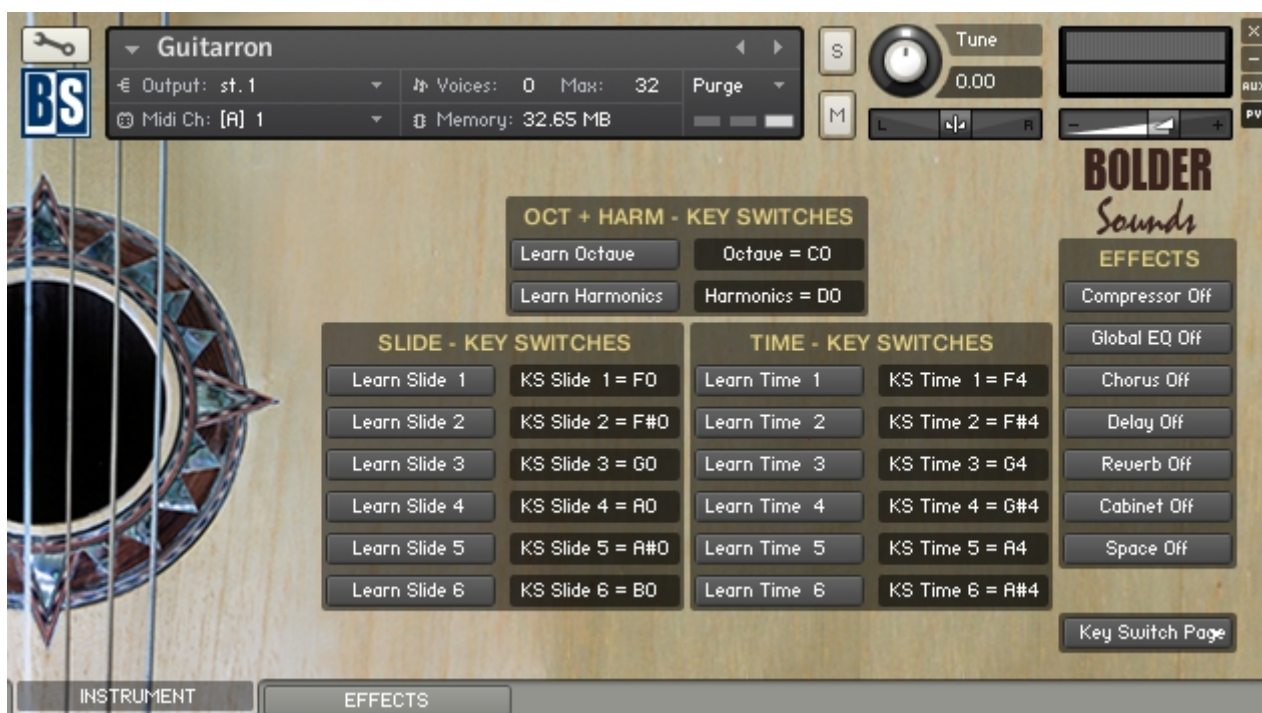 Guitarron
S
Tune
X
BS
Output: st.1
Voices: 0 Max: 32
Purge
0.00
AUX
Midi Ch: [A] 1
Memory: 32.65 MB
M
L
R
-
+
PV
BOLDER
Sounds
OCT + HARM - KEY SWITCHES
Learn Octave
Octave = C0
Learn Harmonics
Harmonics = D0
SLIDE - KEY SWITCHES
Learn Slide 1
KS Slide 1 = F0
Learn Slide 2
KS Slide 2 = F#0
Learn Slide 3
KS Slide 3 = G0
Learn Slide 4
KS Slide 4 = A0
Learn Slide 5
KS Slide 5 = A#0
Learn Slide 6
KS Slide 6 = B0
TIME - KEY SWITCHES
Learn Time 1
KS Time 1 = F4
Learn Time 2
KS Time 2 = F#4
Learn Time 3
KS Time 3 = G4
Learn Time 4
KS Time 4 = G#4
Learn Time 5
KS Time 5 = A4
Learn Time 6
KS Time 6 = A#4
EFFECTS
Compressor Off
Global EQ Off
Chorus Off
Delay Off
Reverb Off
Cabinet Off
Space Off
Key Switch Page
INSTRUMENT
EFFECTS